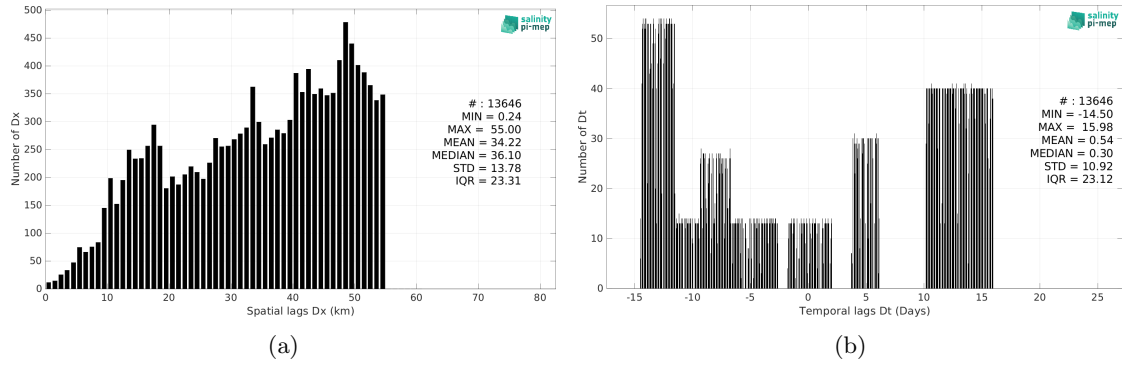 500
450
400
350
300
250
200
150
100
50
0
Number of Dx
0 10 20 30 40 50 60 70 80
Spatial lags Dx (km)
salinity
pi-mep
# : 13646
MIN = 0.24
MAX = 55.00
MEAN = 34.22
MEDIAN = 36.10
STD = 13.78
IQR = 23.31
(a)
50
40
30
20
10
0
Number of Dt
-15 -10 -5 0 5 10 15 20 25
Temporal lags Dt (Days)
salinity
pi-mep
# : 13646
MIN = -14.50
MAX = 15.98
MEAN = 0.54
MEDIAN = 0.30
STD = 10.92
IQR = 23.12
(b)